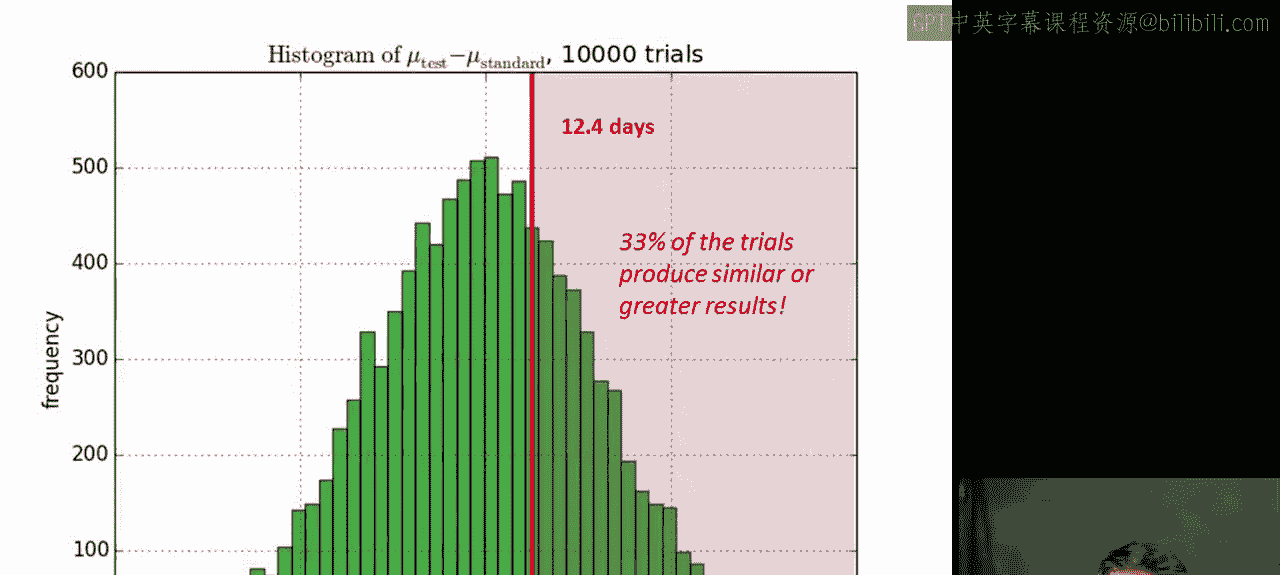 GPT中英字幕课程资源@bilibili.com
Histogram of μtest−μstandard, 10000 trials
600
12.4 days
500
33% of the trials
produce similar or
greater results!
400
frequency
300
200
100